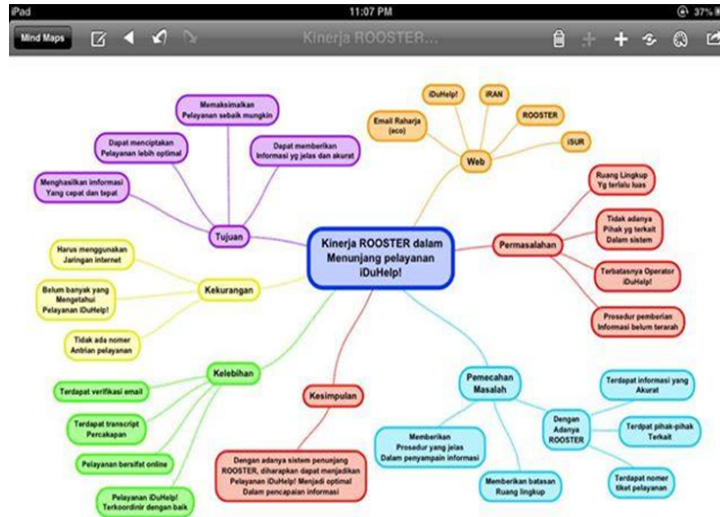 iPad
11:07 PM
37%
Mind Maps
Kinerja ROOSTER...
Memaksimalkan
Pelayanan sebaik mungkin
Dapat menciptakan
Pelayanan lebih optimal
Dapat memberikan
Informasi yg jelas dan akurat
Menghasilkan imformasi
Yang cepat dan tepat
Tujuan
iDuHelp!
iRAN
Email Raharja
(eco)
ROOSTER
iSUR
Web
Kinerja ROOSTER dalam
Menunjang pelayanan
iDuHelp!
Ruang Lingkup
Yg terlalu luas
Tidak adanya
Pihak yg terkait
Dalam sistem
Permasalahan
Terbatasnya Operator
iDuHelp!
Prosedur pemberian
Informasi belum terarah
Harus menggunakan
Jaringan internet
Belum banyak yang
Mengetahui
Pelayanan iDuHelp!
Kekurangan
Tidak ada nomer
Antrian pelayanan
Kelebihan
Terdapat verifikasi email
Terdapat transcript
Percakapan
Pelayanan bersifat online
Pelayanan iDuHelp!
Terkoordinir dengan baik
Kesimpulan
Dengan adanya sistem penunjang
ROOSTER, diharapkan dapat menjadikan
Pelayanan iDuHelp! Menjadi optimal
Dalam pencapaian informasi
Pemecahan
Masalah
Memberikan
Prosedur yang jelas
Dalam penyampain informasi
Memberikan batasan
Ruang lingkup
Dengan
Adanya
ROOSTER
Terdapat informasi yang
Akurat
Terdpat pihak-pihak
Terkait
Terdapat nomer
tiket pelayanan